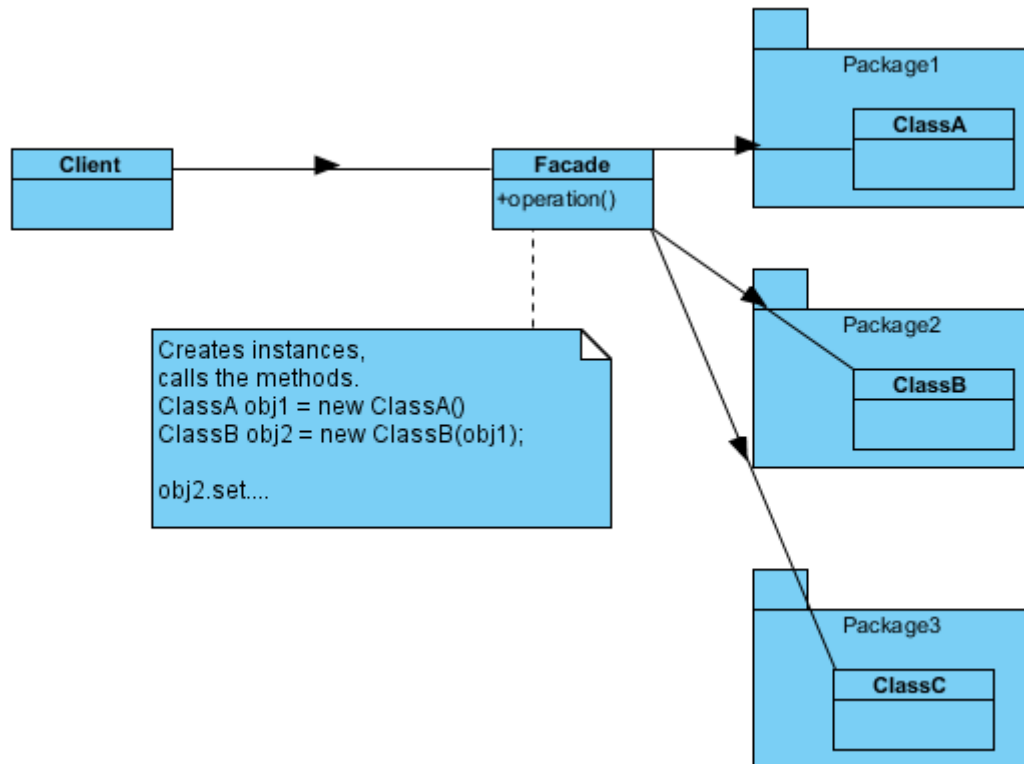 Package1
ClassA
Client
Facade
+operation()
Package2
ClassB
Creates instances,
calls the methods.
ClassA obj1 = new ClassA()
ClassB obj2 = new ClassB(obj1);
obj2.set....
Package3
ClassC